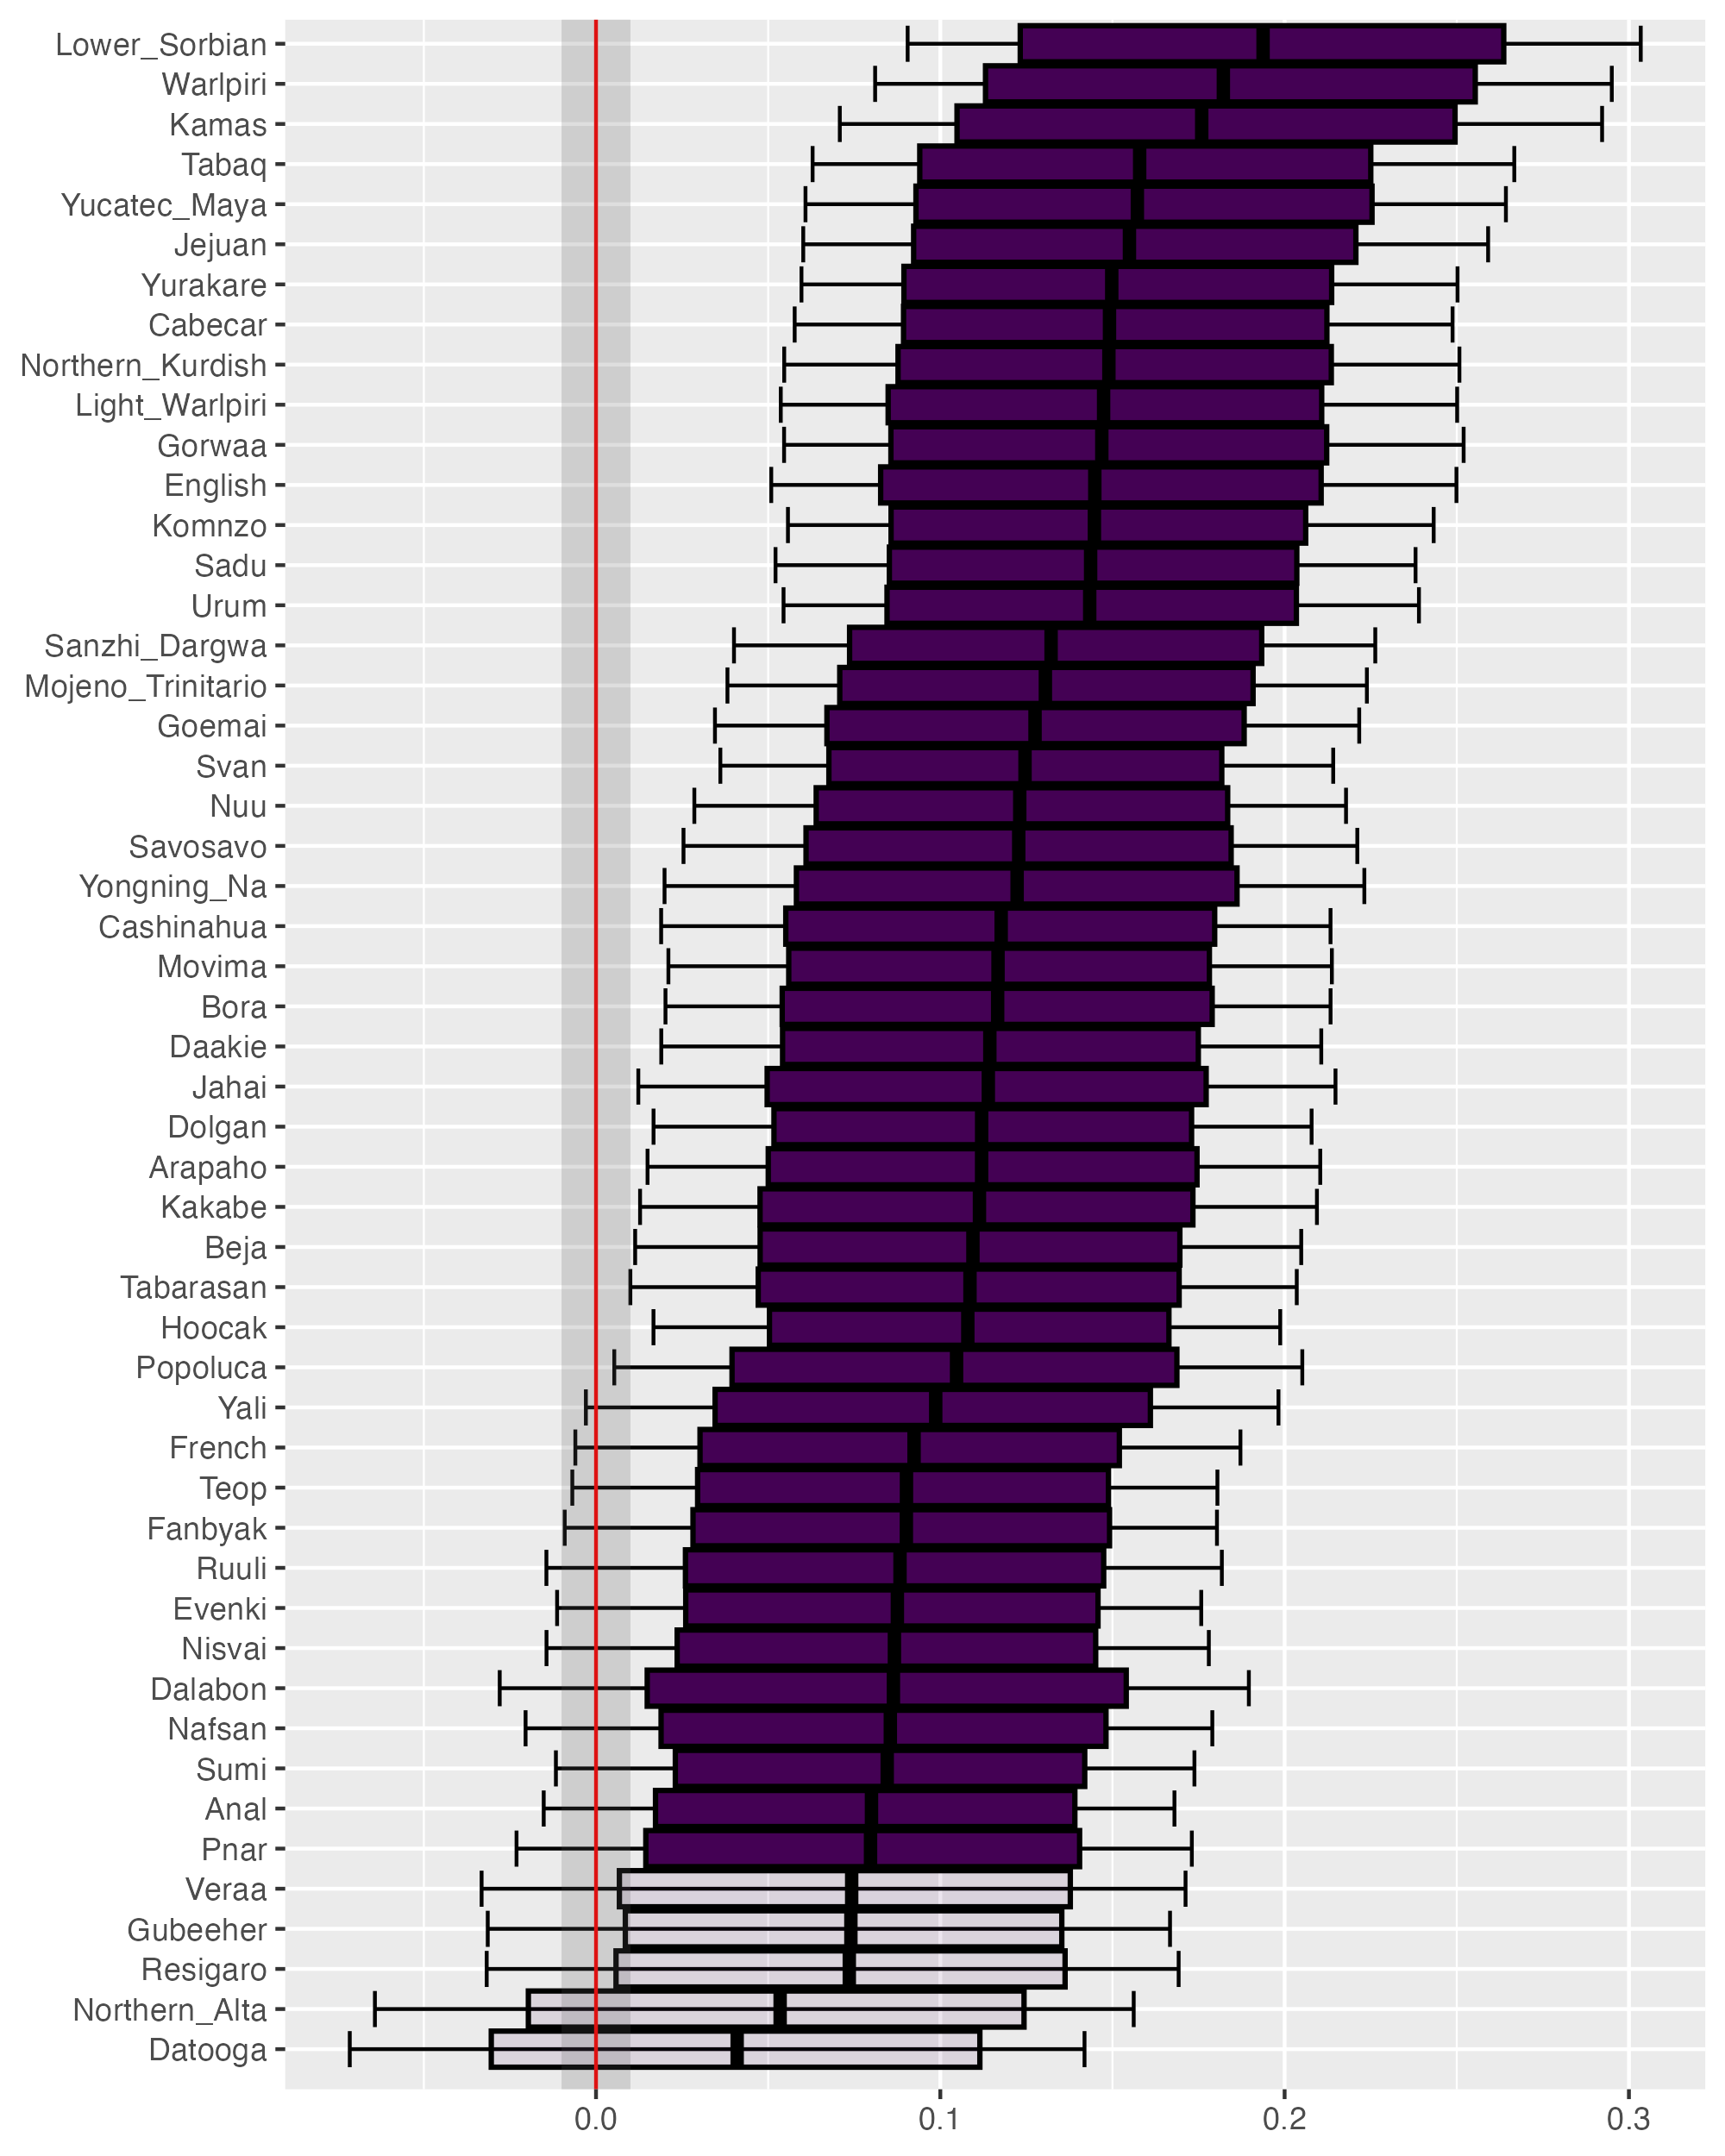 Lower_Sorbian
Warlpiri
Kamas
Tabaq
Yucatec_Maya
Jejuan
Yurakare
Cabecar
Northern_Kurdish
Light_Warlpiri
Gorwaa
English
Komnzo
Sadu
Urum
Sanzhi_Dargwa
Mojeno_Trinitario
Goemai
Svan
Nuu
Savosavo
Yongning_Na
Cashinahua
Movima
Bora
Daakie
Jahai
Dolgan
Arapaho
Kakabe
Beja
Tabarasan
Hoocak
Popoluca
Yali
French
Teop
Fanbyak
Ruuli
Evenki
Nisvai
Dalabon
Nafsan
Sumi
Anal
Pnar
Veraa
Gubeeher
Resigaro
Northern_Alta
Datooga
0.0 0.1 0.2 0.3